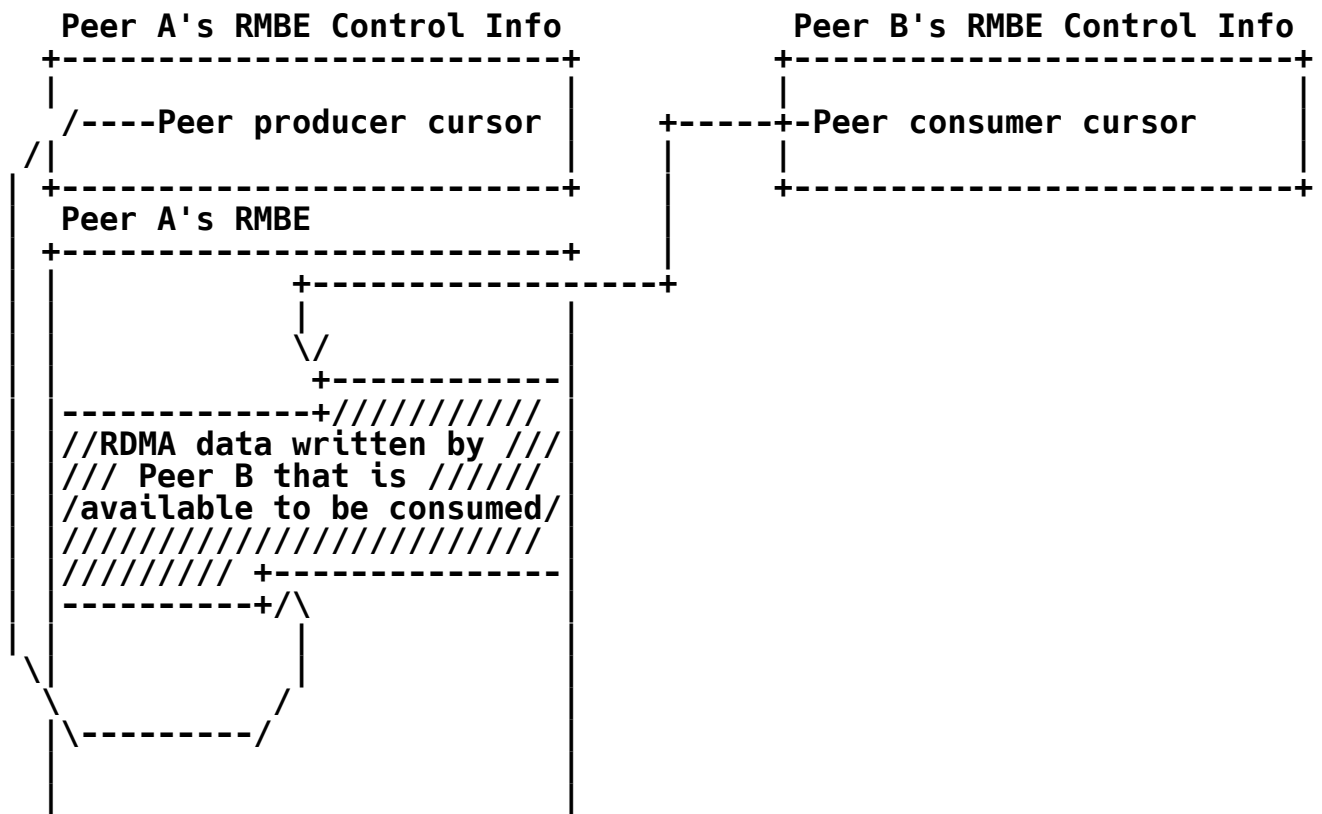 Peer A's RMBE Control Info Peer B's RMBE Control Info
/----Peer producer cursor +-----+-Peer consumer cursor
Peer A's RMBE
//RDMA data written by ///
/// Peer B that is //////
/available to be consumed/